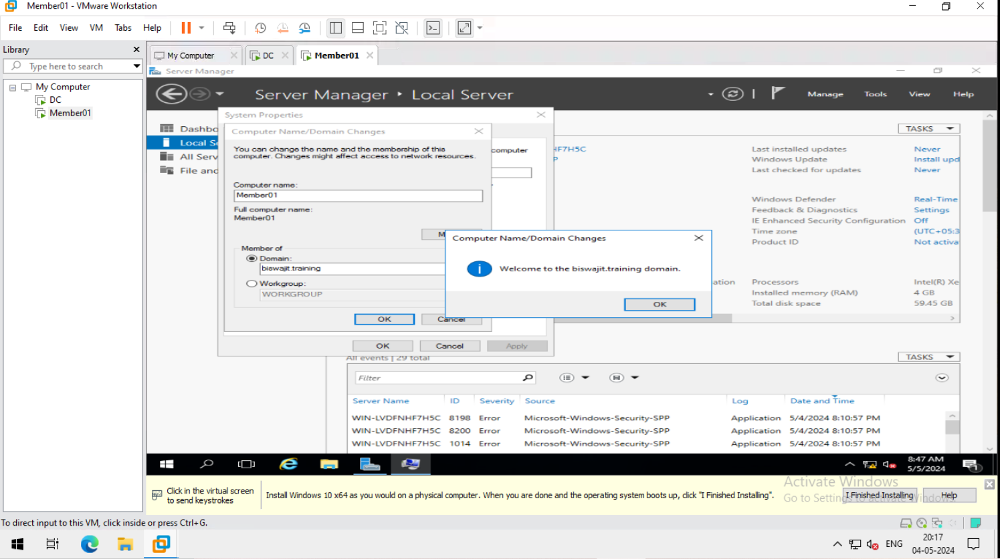 Member01 - VMware Workstation
File Edit View VM Tabs Help
Library
Type here to search
My Computer
DC
Member01
My Computer
DC
Member01
Server Manager
Server Manager ‣ Local Server
Manage Tools View Help
Dashbo
Local Se
All Serv
File and
System Properties
Computer Name/Domain Changes
You can change the name and the membership of this
computer. Changes might affect access to network resources.
computer
Computer name:
Member01
Full computer name:
Member01
Member of
Domain:
biswajit.training
Workgroup:
WORKGROUP
OK Cancel
OK Cancel Apply
Computer Name/Domain Changes
Welcome to the biswajit.training domain.
OK
TASKS
HF7H5C
Last installed updates Never
Windows Update Install upd
Last checked for updates Never
Windows Defender Real-Time
Feedback & Diagnostics Settings
IE Enhanced Security Configuration Off
Time zone (UTC+05:3
Product ID Not activa
ation
Processors Intel(R) Xe
Installed memory (RAM) 4 GB
Total disk space 59.45 GB
All events | 29 total
TASKS
Filter
Server Name ID Severity Source Log Date and Time
WIN-LVDFNHF7H5C 8198 Error Microsoft-Windows-Security-SPP Application 5/4/2024 8:10:57 PM
WIN-LVDFNHF7H5C 8200 Error Microsoft-Windows-Security-SPP Application 5/4/2024 8:10:57 PM
WIN-LVDFNHF7H5C 1014 Error Microsoft-Windows-Security-SPP Application 5/4/2024 8:10:57 PM
8:47 AM
5/5/2024
1
Activate Windows
Go to Settings to activate Windows.
Click in the virtual screen
to send keystrokes
Install Windows 10 x64 as you would on a physical computer. When you are done and the operating system boots up, click "I Finished Installing".
I Finished Installing
Help
To direct input to this VM, click inside or press Ctrl+G.
ENG
20:17
04-05-2024